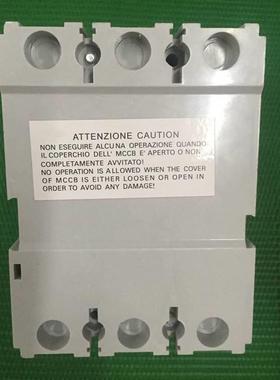 ATTENZIONE CAUTION
NON ESEGUIRE ALCUNA OPERAZIONE QUANDO
IL COPERCHIO DELL' MCCB E' APERTO O NON
COMPLETAMENTE AVVITATO!
NO OPERATION IS ALLOWED WHEN THE COVER
OF MCCB IS EITHER LOOSEN OR OPEN IN
ORDER TO AVOID ANY DAMAGE!